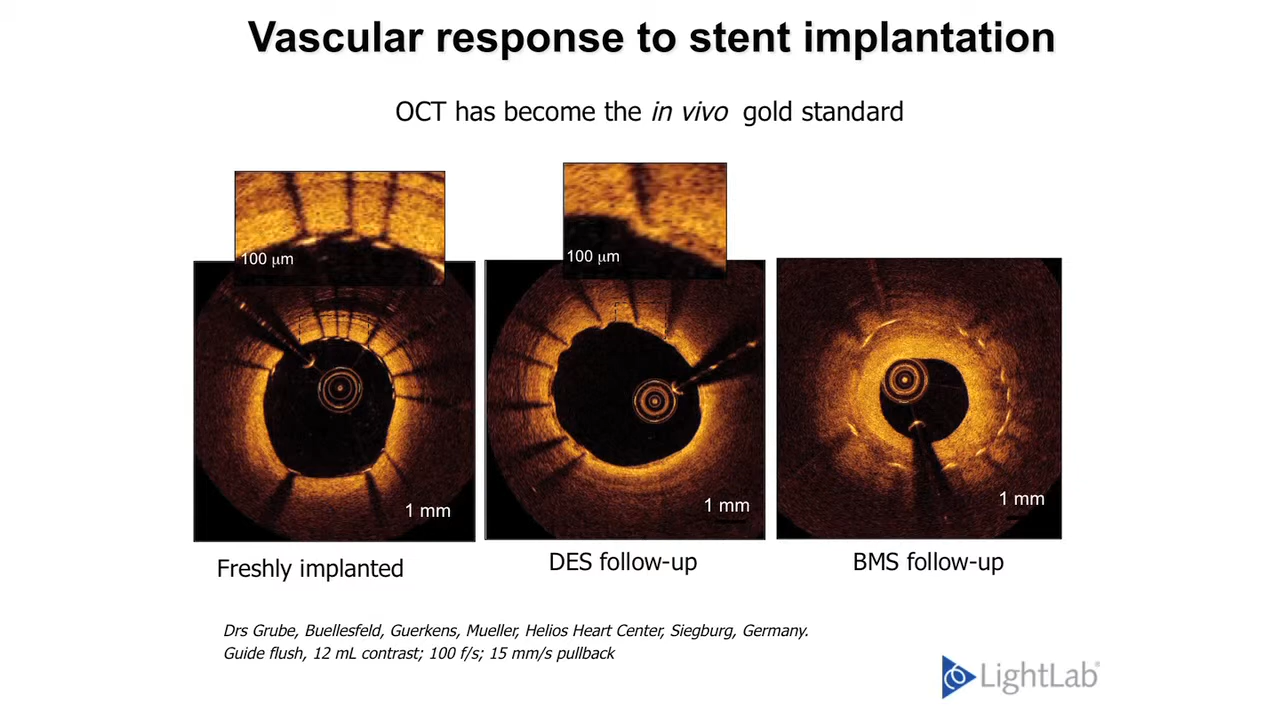 Vascular response to stent implantation
OCT has become the in vivo gold standard
100 μm
100 μm
1 mm
1 mm
1 mm
Freshly implanted
DES follow-up
BMS follow-up
Drs Grube, Buellesfeld, Guerkens, Mueller, Helios Heart Center, Siegburg, Germany.
Guide flush, 12 mL contrast; 100 f/s; 15 mm/s pullback
LightLab®